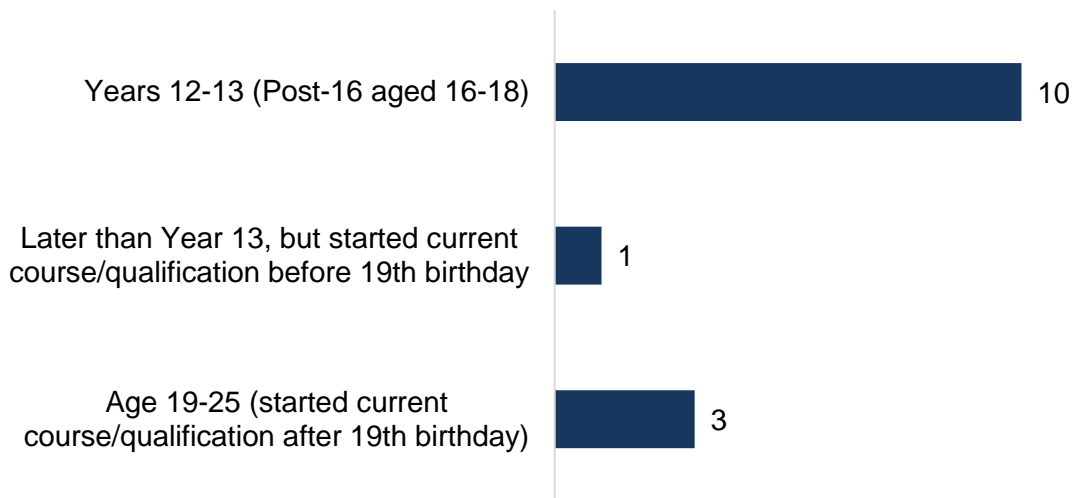 Years 12-13 (Post-16 aged 16-18)
10
Later than Year 13, but started current
course/qualification before 19th birthday
1
Age 19-25 (started current
course/qualification after 19th birthday)
3